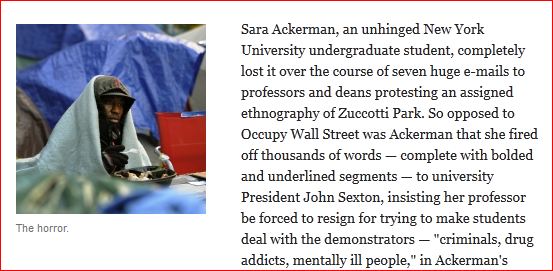 Sara Ackerman, an unhinged New York
University undergraduate student, completely
lost it over the course of seven huge e-mails to
professors and deans protesting an assigned
ethnography of Zuccotti Park. So opposed to
Occupy Wall Street was Ackerman that she fired
off thousands of words — complete with bolded
and underlined segments — to university
President John Sexton, insisting her professor
be forced to resign for trying to make students
deal with the demonstrators — "criminals, drug
addicts, mentally ill people," in Ackerman's
The horror.